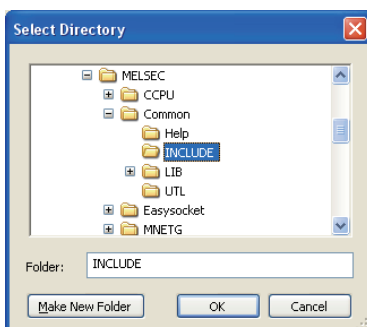 Select Directory
MELSEC
CCPU
Common
Help
INCLUDE
LIB
UTL
Easysocket
MNETG
Folder: INCLUDE
Make New Folder OK Cancel